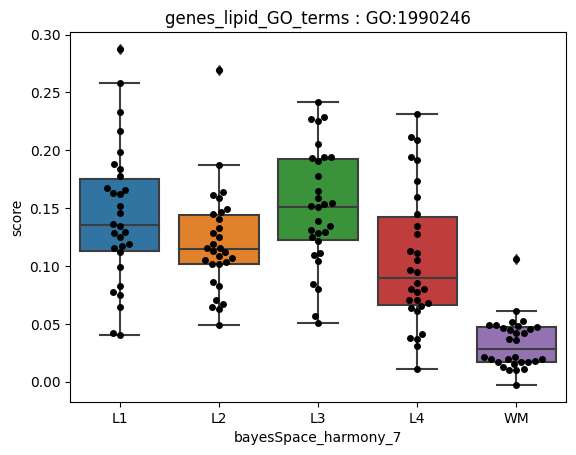 genes_lipid_GO_terms : GO:1990246
0.30
0.25
0.20
0.15
0.10
0.05
0.00
score
L1 L2 L3 L4 WM
bayesSpace_harmony_7